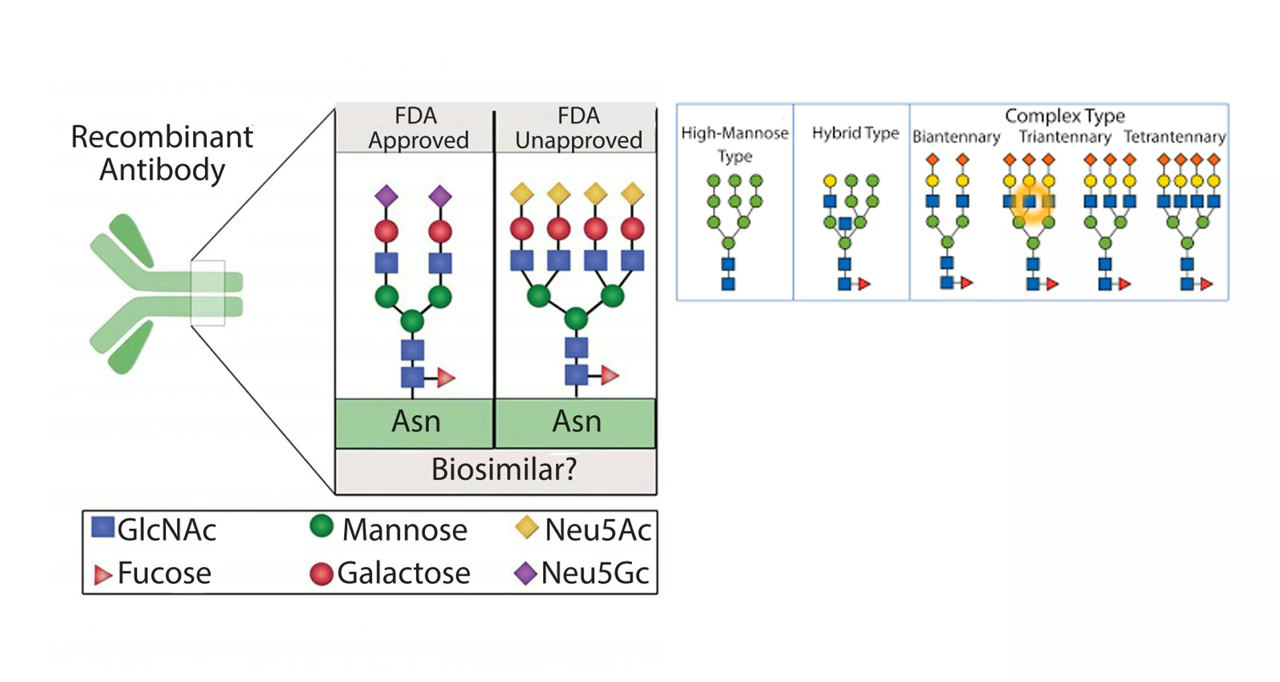 Recombinant
Antibody
FDA
Approved
FDA
Unapproved
Asn
Asn
Biosimilar?
GlcNAc
Mannose
Neu5Ac
Fucose
Galactose
Neu5Gc
High-Mannose
Type
Hybrid Type
Complex Type
Biantennary
Triantennary
Tetrantennary